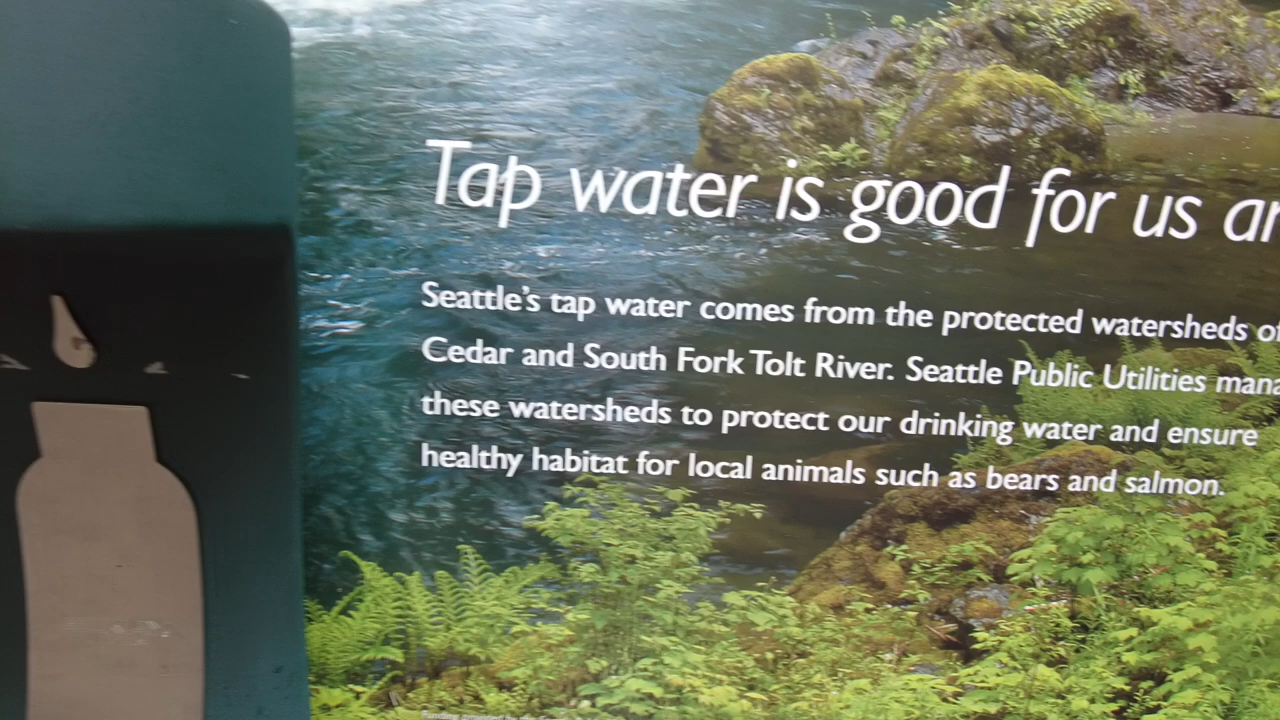 Tap water is good for us
Seattle's tap water comes from the protected watersheds
Cedar and South Fork Tolt River. Seattle Public Utilities
these watersheds to protect our drinking water and ensure
healthy habitat for local animals such as bears and salmon.